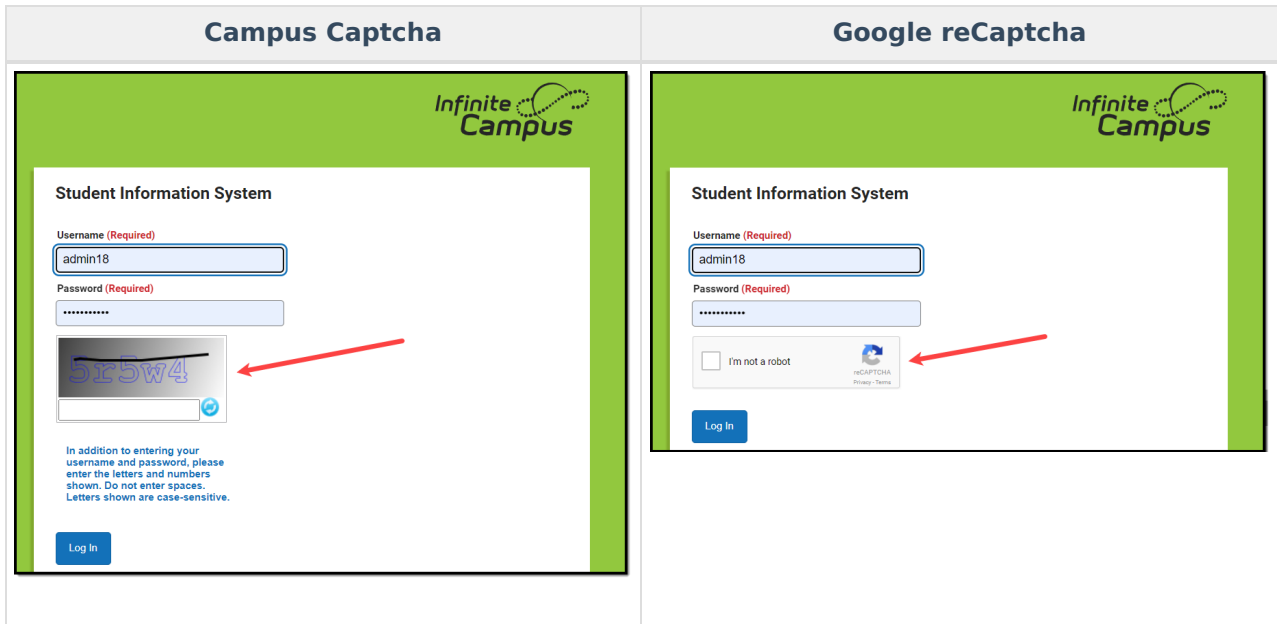 Campus Captcha
Google reCaptcha
Infinite
Campus
Student Information System
Username (Required)
admin18
Password (Required)
•••••••••••
5r5w4
In addition to entering your
username and password, please
enter the letters and numbers
shown. Do not enter spaces.
Letters shown are case-sensitive.
Log In
Infinite
Campus
Student Information System
Username (Required)
admin18
Password (Required)
•••••••••••
I'm not a robot
reCAPTCHA
Privacy - Terms
Log In